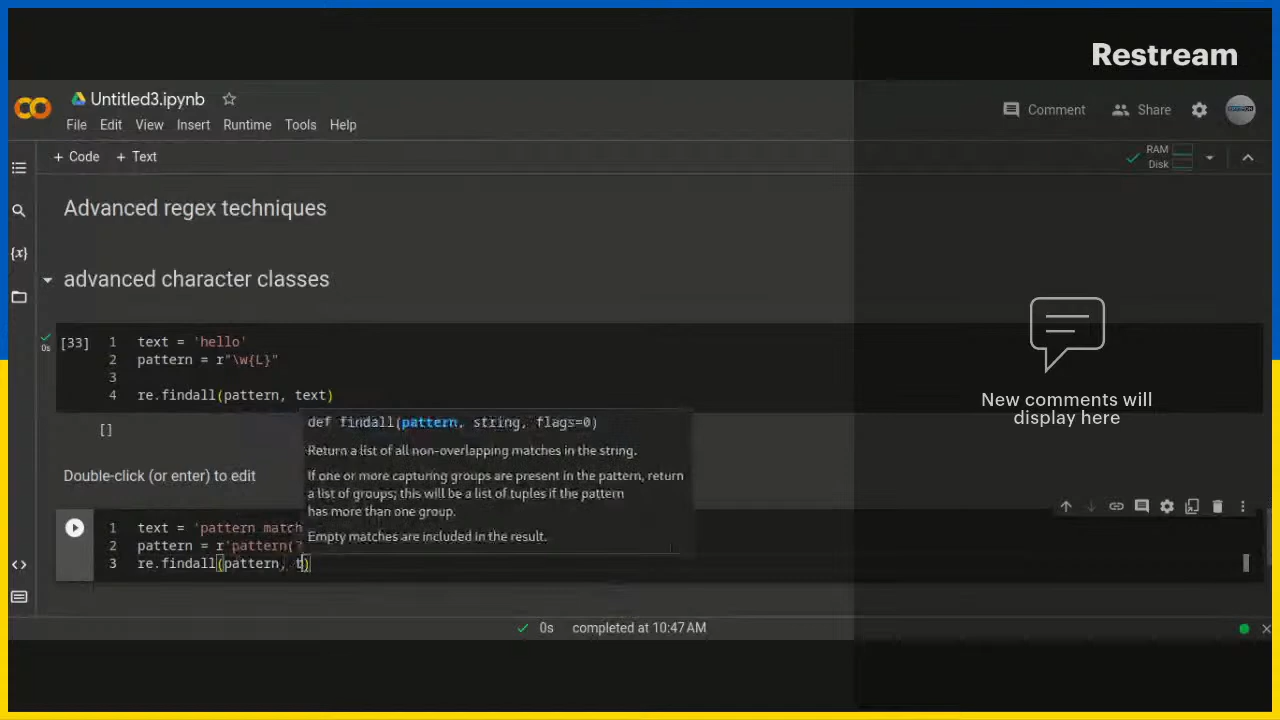 Restream
Untitled3.ipynb
File Edit View Insert Runtime Tools Help
Comment Share
+ Code + Text
RAM
Disk
Advanced regex techniques
{x}
advanced character classes
0s
[33]
1 text = 'hello'
2 pattern = r"\w{L}"
3
4 re.findall(pattern, text)
New comments will
display here
[]
def findall(pattern, string, flags=0)
Return a list of all non-overlapping matches in the string.
If one or more capturing groups are present in the pattern, return
a list of groups; this will be a list of tuples if the pattern
has more than one group.
Empty matches are included in the result.
Double-click (or enter) to edit
1 text = 'pattern match
2 pattern = r'pattern(?
3 re.findall(pattern, t)
0s completed at 10:47 AM